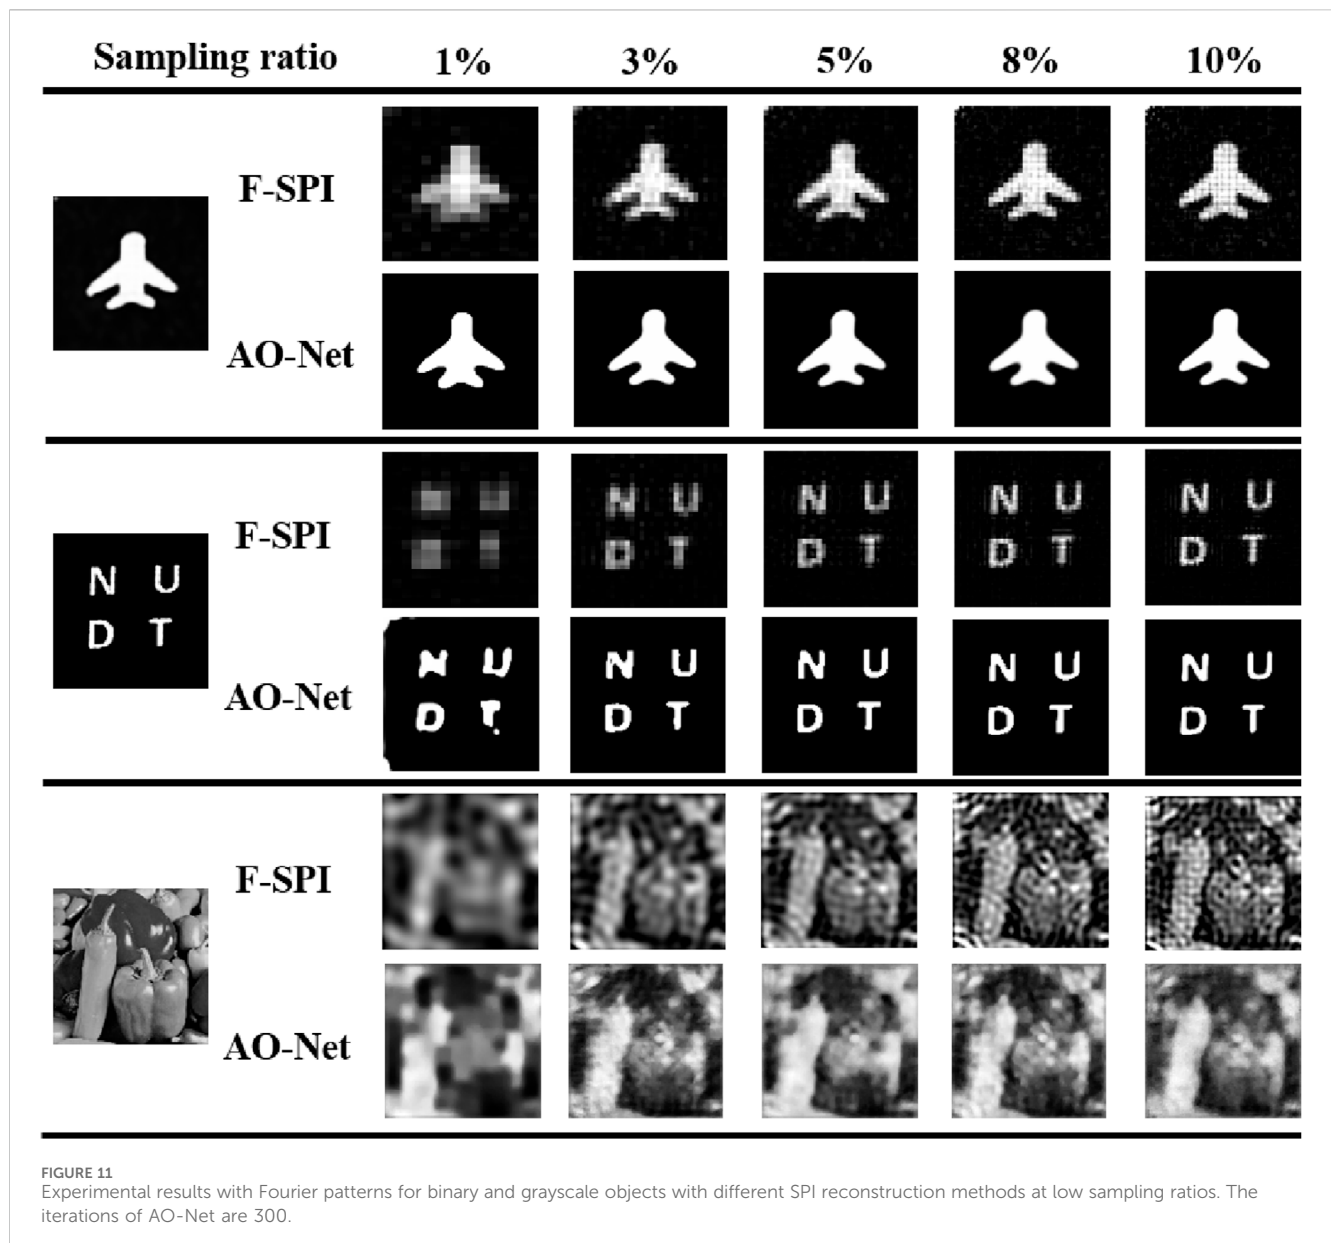 Sampling ratio 1% 3% 5% 8% 10%
F-SPI
AO-Net
N U
D T
F-SPI
N U N U N U N U
D T D T D T D T
AO-Net
N U N U N U N U N U
D T D T D T D T D T
F-SPI
AO-Net
FIGURE 11
Experimental results with Fourier patterns for binary and grayscale objects with different SPI reconstruction methods at low sampling ratios. The
iterations of AO-Net are 300.